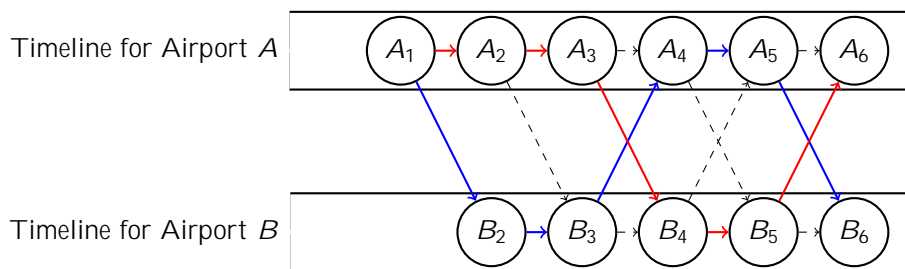 Timeline for Airport A A₁ A₂ A₃ A₄ A₅ A₆
Timeline for Airport B B₂ B₃ B₄ B₅ B₆